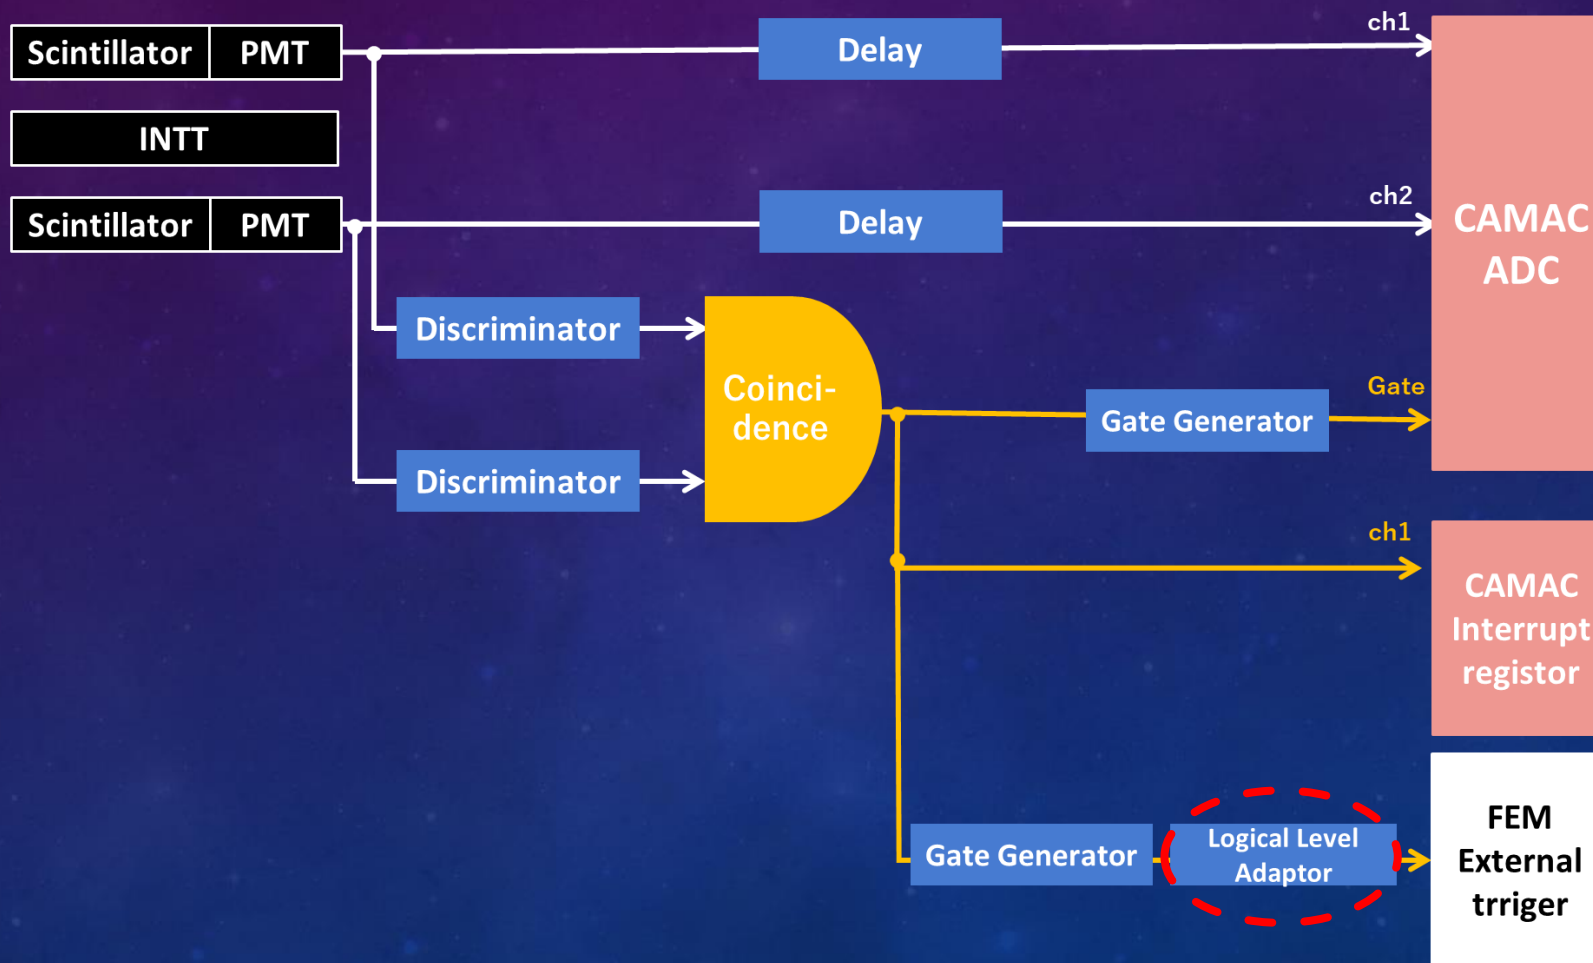 Scintillator PMT
Delay
ch1
INTT
Scintillator PMT
Delay
ch2
CAMAC
ADC
Discriminator
Coinci-
dence
Gate Generator
Gate
Discriminator
ch1
CAMAC
Interrupt
registor
Gate Generator
Logical Level
Adaptor
FEM
External
trriger